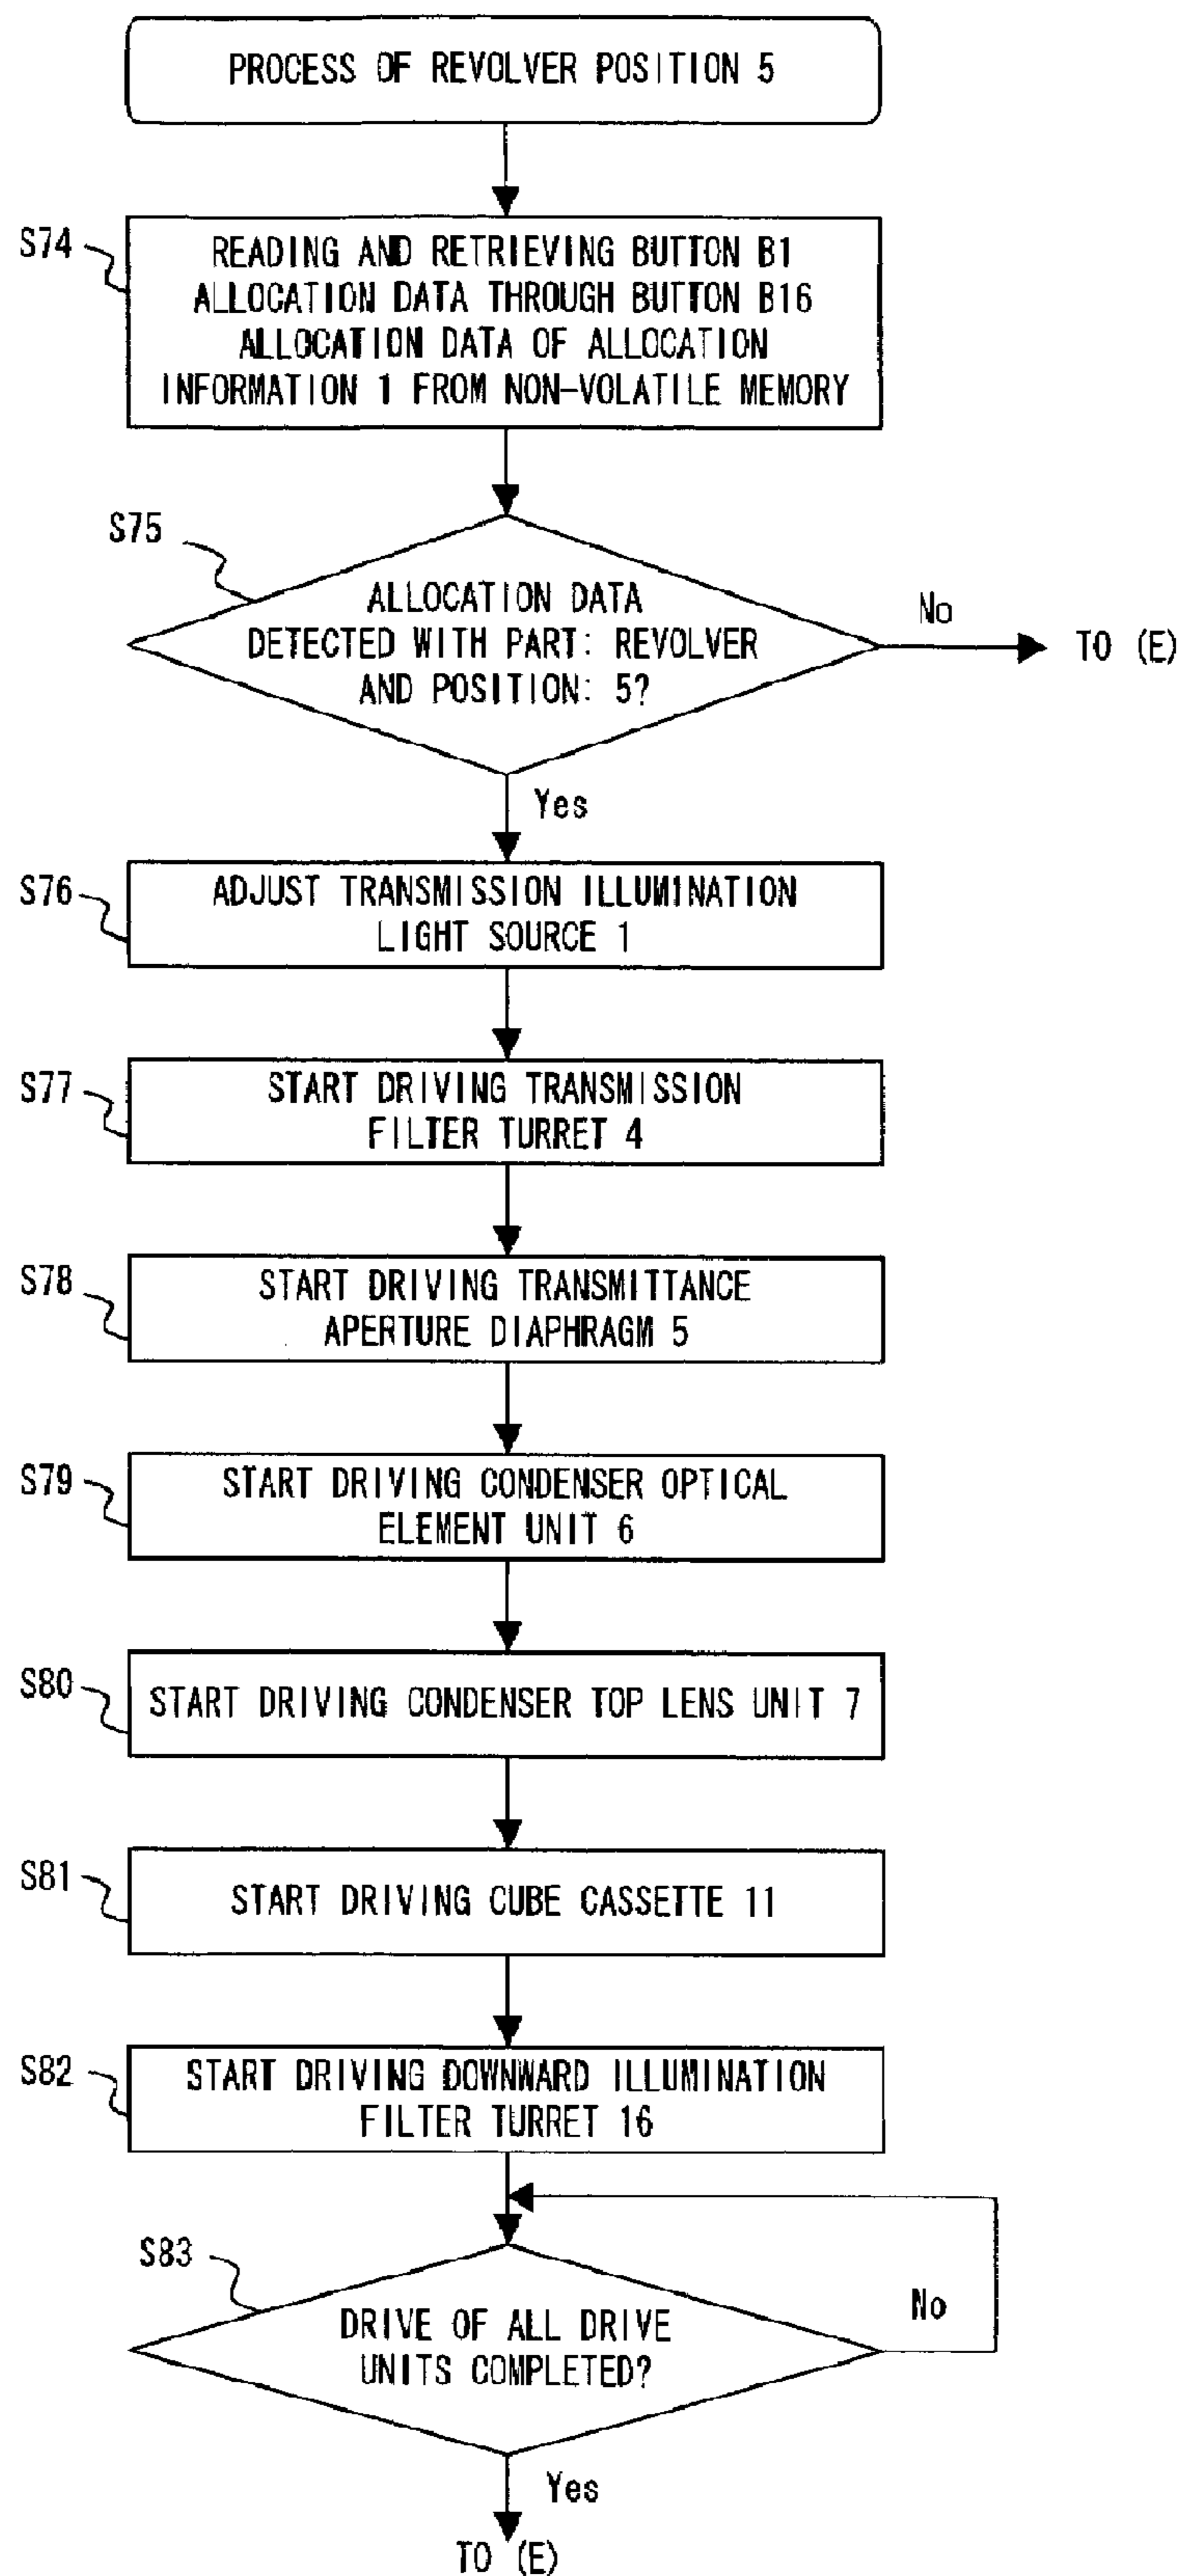 PROCESS OF REVOLVER POSITION 5
S74
READING AND RETRIEVING BUTTON B1
ALLOCATION DATA THROUGH BUTTON B16
ALLOCATION DATA OF ALLOCATION
INFORMATION 1 FROM NON-VOLATILE MEMORY
S75
ALLOCATION DATA
DETECTED WITH PART: REVOLVER
AND POSITION: 5?
No
TO (E)
Yes
S76
ADJUST TRANSMISSION ILLUMINATION
LIGHT SOURCE 1
S77
START DRIVING TRANSMISSION
FILTER TURRET 4
S78
START DRIVING TRANSMITTANCE
APERTURE DIAPHRAGM 5
S79
START DRIVING CONDENSER OPTICAL
ELEMENT UNIT 6
S80
START DRIVING CONDENSER TOP LENS UNIT 7
S81
START DRIVING CUBE CASSETTE 11
S82
START DRIVING DOWNWARD ILLUMINATION
FILTER TURRET 16
S83
DRIVE OF ALL DRIVE
UNITS COMPLETED?
No
Yes
TO (E)